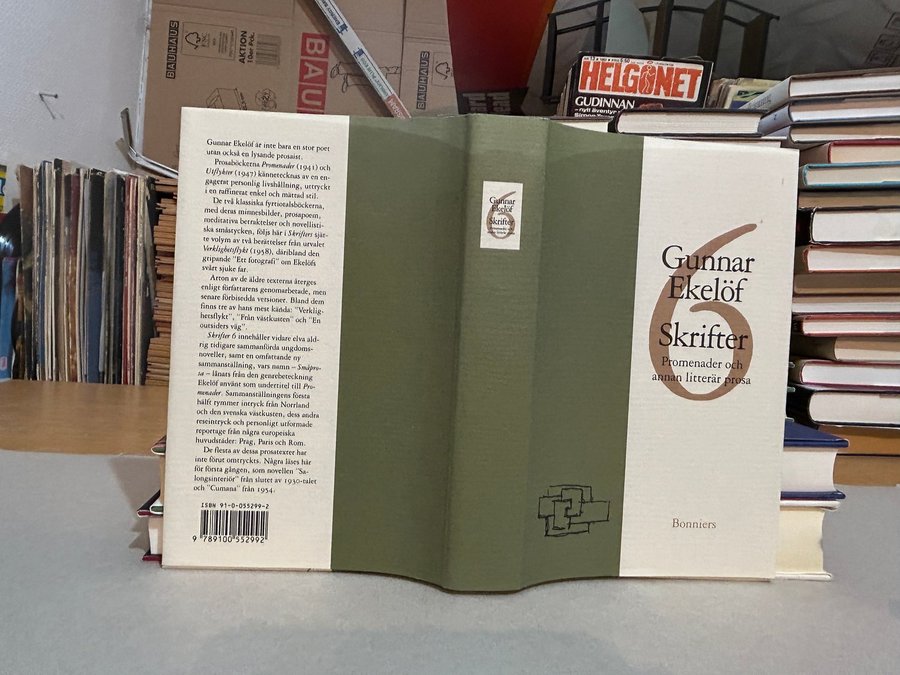 Gunnar Ekelöf är inte bara en stor poet
utan också en lysande prosaist.
Prosaböckerna Promenader (1941) och
Utflykter (1947) kännetecknas av en en-
gagerat personlig livshållning, uttryckt
i en raffinerat enkel och mättad stil.
De två klassiska fyrtiotalsböckerna,
med deras minnesbilder, prosapoem,
meditativa betraktelser och novellisti-
ska småstycken, följs här i Skrifters sjät-
te volym av två berättelser från urvalet
Verklighetsflykt (1958), däribland den
gripande "Ett fotografi" om Ekelöfs
svårt sjuke far.
Arton av de äldre texterna återges
enligt författarens genomarbetade, men
senare förbisedda versioner. Bland dem
finns tre av hans mest kända: "Verklig-
hetsflykt", "Från västkusten" och "En
outsiders väg".
Skrifter 6 innehåller vidare elva ald-
rig tidigare sammanförda ungdoms-
noveller, samt en omfattande ny
sammanställning, vars namn – Småpro-
sa – lånats från den genrebeteckning
Ekelöf använt som undertitel till Pro-
menader. Sammanställningens första
hälft rymmer intryck från Norrland
och den svenska västkusten, dess andra
reseintryck och personligt utformade
reportage från några europeiska
huvudstäder: Prag, Paris och Rom.
De flesta av dessa prosatexter har
inte förut omtryckts. Några läses här
för första gången, som novellen "Sa-
longsinteriör" från slutet av 1930-talet
och "Cumana" från 1954.
ISBN 91-0-055299-2
9 789100 552992
6
Gunnar
Ekelöf
Skrifter
6
Gunnar
Ekelöf
Skrifter
Promenader och
annan litterär prosa
Bonniers
BAUHAUS
AKTION
10er Pck.
BAU
BAUHAUS
HELGONET
GUDINNAN